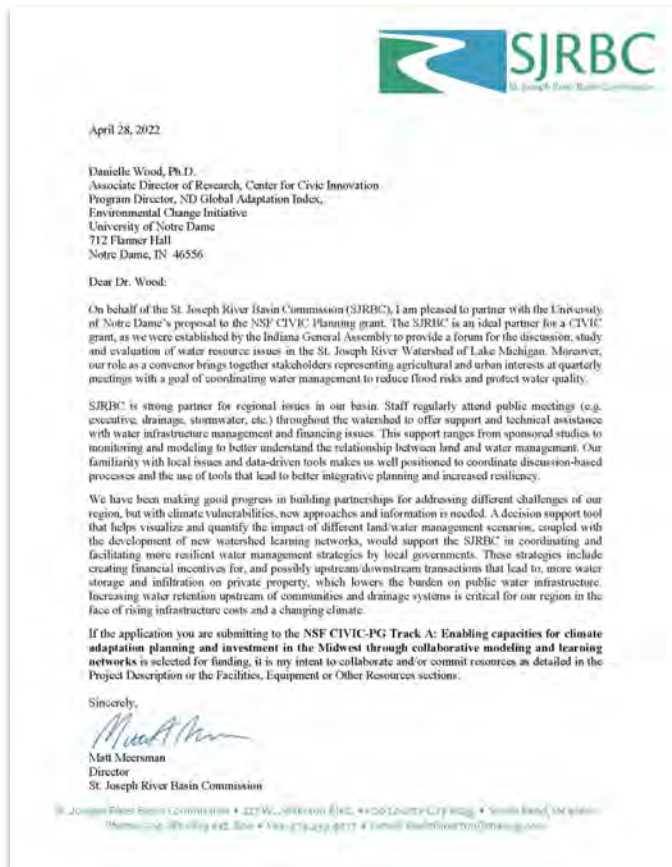 SJRBC
St. Joseph River Basin Commission
April 28, 2022
Danielle Wood, Ph.D.
Associate Director of Research, Center for Civic Innovation
Program Director, ND Global Adaptation Index,
Environmental Change Initiative
University of Notre Dame
712 Flanner Hall
Notre Dame, IN 46556
Dear Dr. Wood:
On behalf of the St. Joseph River Basin Commission (SJRBC), I am pleased to partner with the University
of Notre Dame's proposal to the NSF CIVIC Planning grant. The SJRBC is an ideal partner for a CIVIC
grant, as we were established by the Indiana General Assembly to provide a forum for the discussion, study
and evaluation of water resource issues in the St. Joseph River Watershed of Lake Michigan. Moreover,
our role as a convenor brings together stakeholders representing agricultural and urban interests at quarterly
meetings with a goal of coordinating water management to reduce flood risks and protect water quality.
SJRBC is strong partner for regional issues in our basin. Staff regularly attend public meetings (e.g.
executive, drainage, stormwater, etc.) throughout the watershed to offer support and technical assistance
with water infrastructure management and financing issues. This support ranges from sponsored studies to
monitoring and modeling to better understand the relationship between land and water management. Our
familiarity with local issues and data-driven tools makes us well positioned to coordinate discussion-based
processes and the use of tools that lead to better integrative planning and increased resiliency.
We have been making good progress in building partnerships for addressing different challenges of our
region, but with climate vulnerabilities, new approaches and information is needed. A decision support tool
that helps visualize and quantify the impact of different land/water management scenarios, coupled with
the development of new watershed learning networks, would support the SJRBC in coordinating and
facilitating more resilient water management strategies by local governments. These strategies include
creating financial incentives for, and possibly upstream/downstream transactions that lead to, more water
storage and infiltration on private property, which lowers the burden on public water infrastructure.
Increasing water retention upstream of communities and drainage systems is critical for our region in the
face of rising infrastructure costs and a changing climate.
If the application you are submitting to the NSF CIVIC-PG Track A: Enabling capacities for climate
adaptation planning and investment in the Midwest through collaborative modeling and learning
networks is selected for funding, it is my intent to collaborate and/or commit resources as detailed in the
Project Description or the Facilities, Equipment or Other Resources sections.
Sincerely,
Matt Meersman
Director
St. Joseph River Basin Commission
St. Joseph River Basin Commission • 227 W. Jefferson Blvd. • County-City Bldg. • South Bend, IN